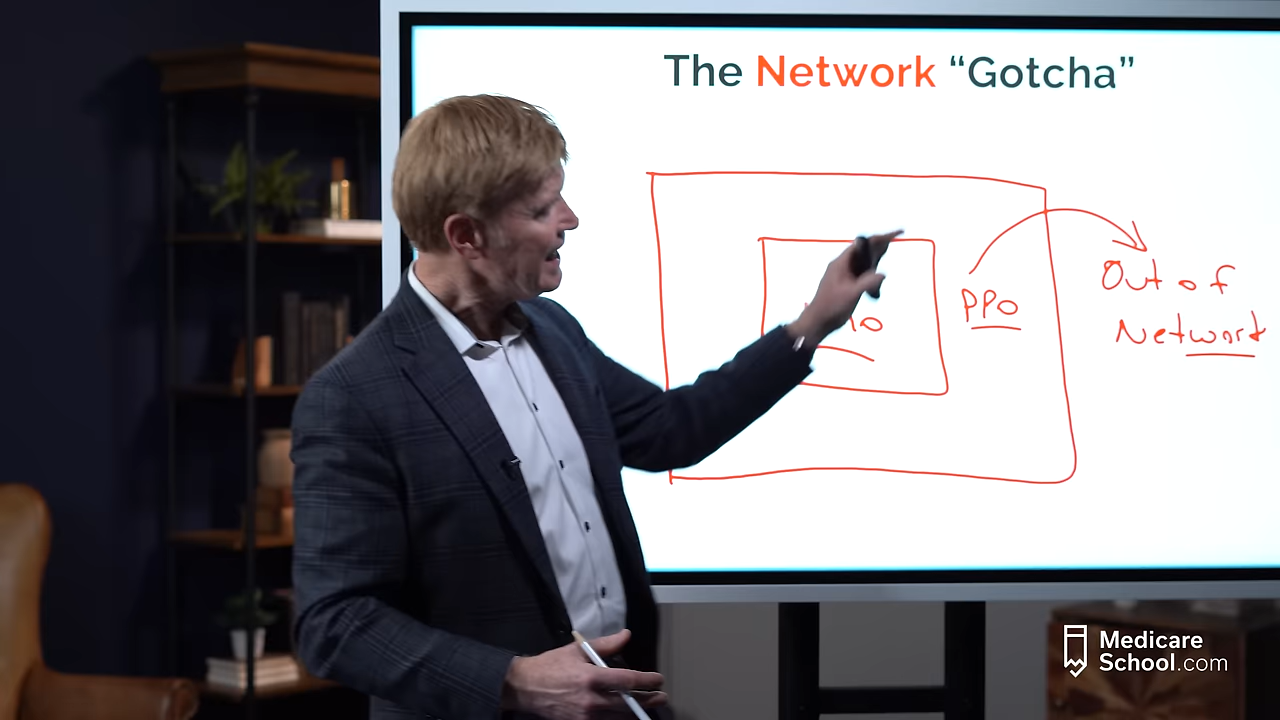 The Network “Gotcha”
PPO
Out of
Network
Medicare
School.com